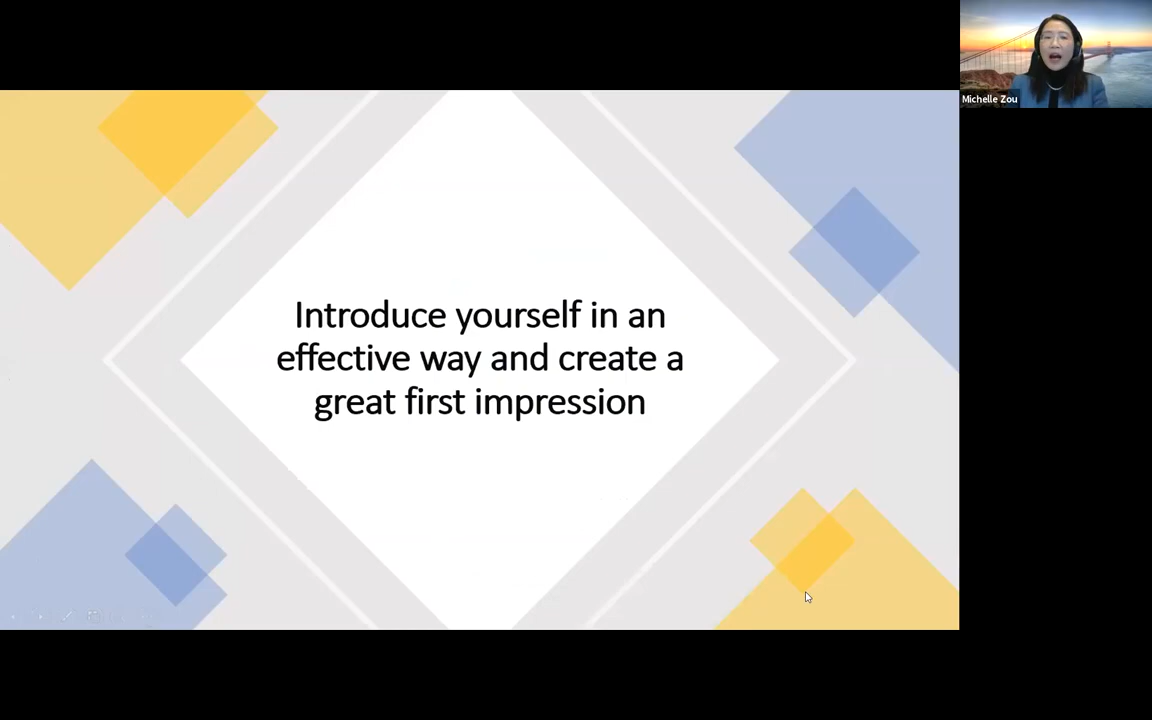 Michelle Zou
Introduce yourself in an
effective way and create a
great first impression